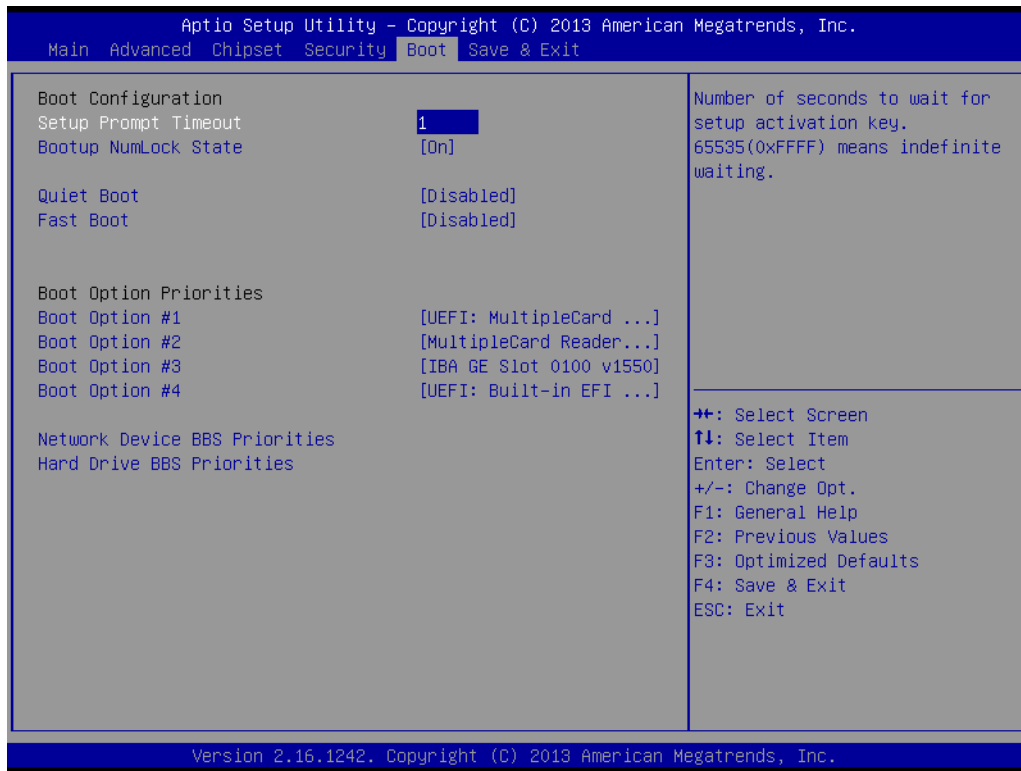 Aptio Setup Utility – Copyright (C) 2013 American Megatrends, Inc.
Main Advanced Chipset Security Boot Save & Exit
Boot Configuration
Setup Prompt Timeout 1
Bootup NumLock State [On]
Quiet Boot [Disabled]
Fast Boot [Disabled]
Boot Option Priorities
Boot Option #1 [UEFI: MultipleCard ...]
Boot Option #2 [MultipleCard Reader...]
Boot Option #3 [IBA GE Slot 0100 v1550]
Boot Option #4 [UEFI: Built-in EFI ...]
Network Device BBS Priorities
Hard Drive BBS Priorities
Number of seconds to wait for
setup activation key.
65535(0xFFFF) means indefinite
waiting.
→←: Select Screen
↑↓: Select Item
Enter: Select
+/-: Change Opt.
F1: General Help
F2: Previous Values
F3: Optimized Defaults
F4: Save & Exit
ESC: Exit
Version 2.16.1242. Copyright (C) 2013 American Megatrends, Inc.